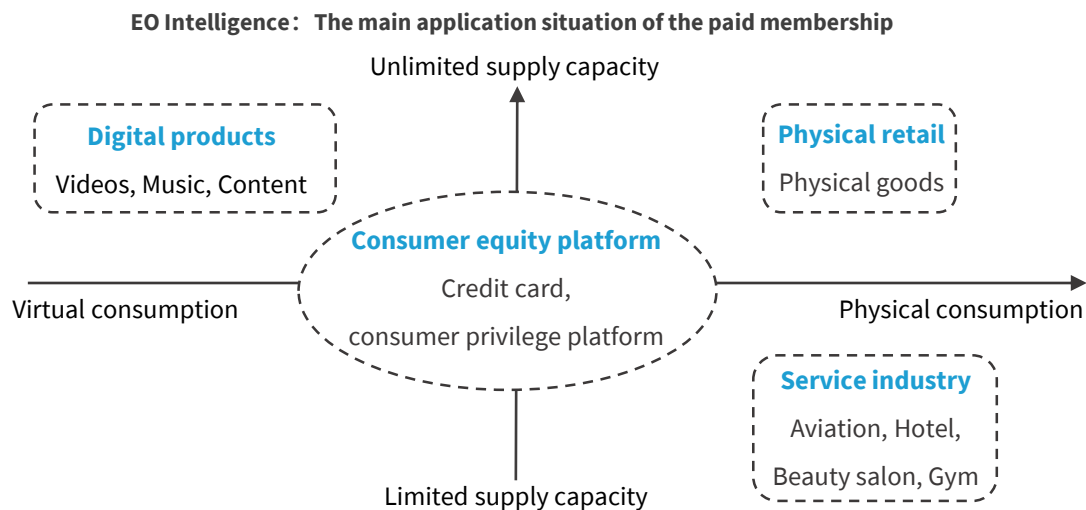 EO Intelligence： The main application situation of the paid membership
Unlimited supply capacity
Digital products
Videos, Music, Content
Physical retail
Physical goods
Consumer equity platform
Credit card,
consumer privilege platform
Virtual consumption
Physical consumption
Service industry
Aviation, Hotel,
Beauty salon, Gym
Limited supply capacity